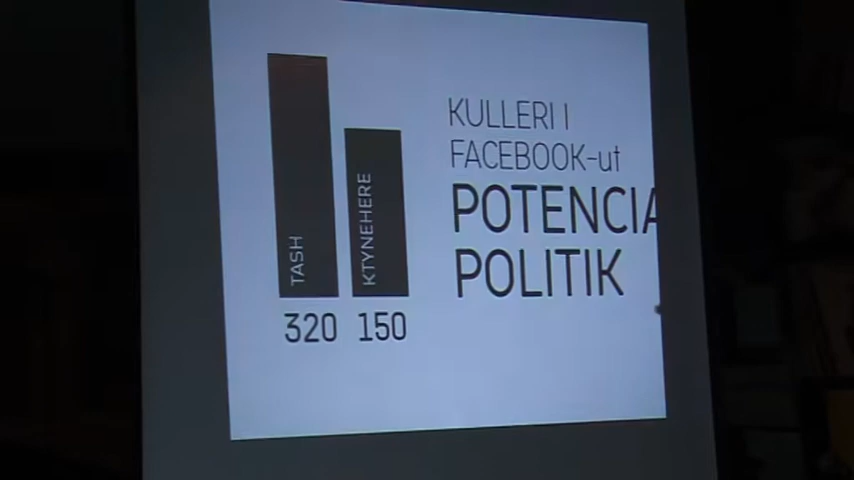 TASH
KTYNEHERE
320 150
KULLERI I
FACEBOOK-ut
POTENCIA
POLITIK